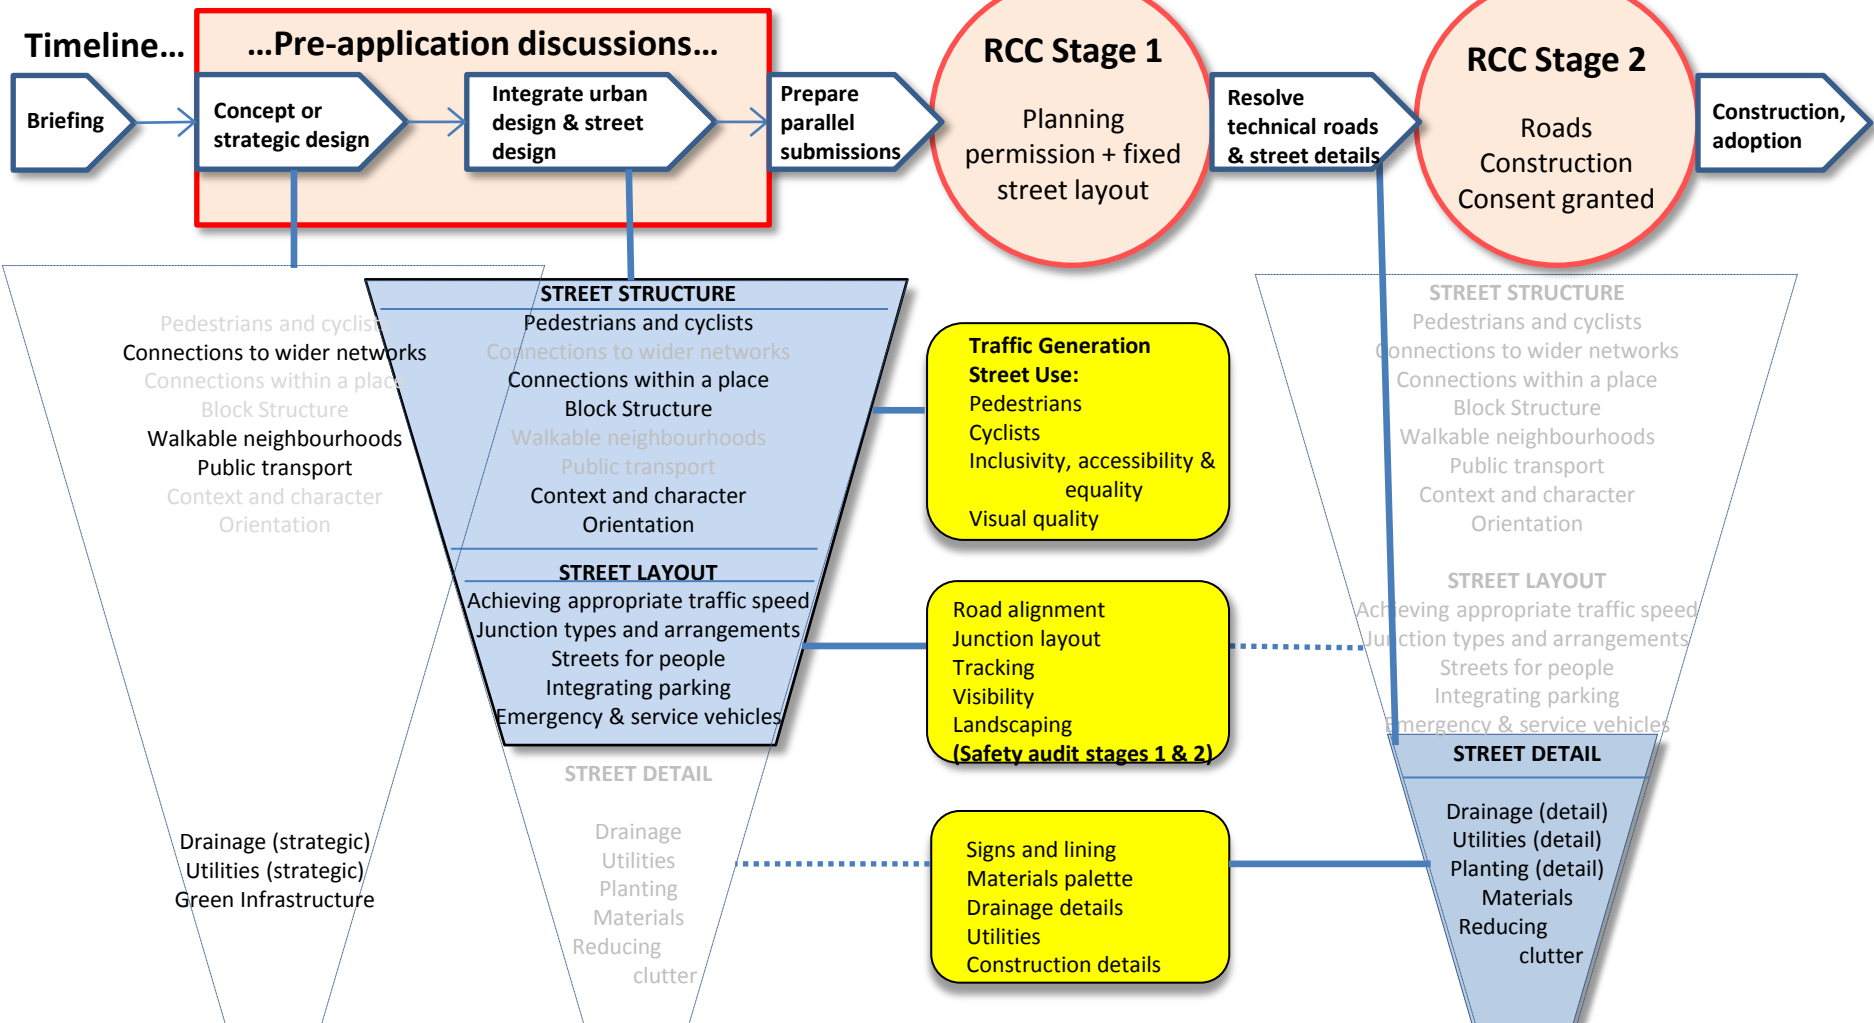 Timeline...
...Pre-application discussions...
Briefing
Concept or
strategic design
Integrate urban
design & street
design
Prepare
parallel
submissions
RCC Stage 1
Planning
permission + fixed
street layout
Resolve
technical roads
& street details
RCC Stage 2
Roads
Construction
Consent granted
Construction,
adoption
Pedestrians and cyclists
Connections to wider networks
Connections within a place
Block Structure
Walkable neighbourhoods
Public transport
Context and character
Orientation
Drainage (strategic)
Utilities (strategic)
Green Infrastructure
STREET STRUCTURE
Pedestrians and cyclists
Connections to wider networks
Connections within a place
Block Structure
Walkable neighbourhoods
Public transport
Context and character
Orientation
STREET LAYOUT
Achieving appropriate traffic speed
Junction types and arrangements
Streets for people
Integrating parking
Emergency & service vehicles
STREET DETAIL
Drainage
Utilities
Planting
Materials
Reducing
clutter
Traffic Generation
Street Use:
Pedestrians
Cyclists
Inclusivity, accessibility &
equality
Visual quality
Road alignment
Junction layout
Tracking
Visibility
Landscaping
(Safety audit stages 1 & 2)
Signs and lining
Materials palette
Drainage details
Utilities
Construction details
STREET STRUCTURE
Pedestrians and cyclists
Connections to wider networks
Connections within a place
Block Structure
Walkable neighbourhoods
Public transport
Context and character
Orientation
STREET LAYOUT
Achieving appropriate traffic speed
Junction types and arrangements
Streets for people
Integrating parking
Emergency & service vehicles
STREET DETAIL
Drainage (detail)
Utilities (detail)
Planting (detail)
Materials
Reducing
clutter